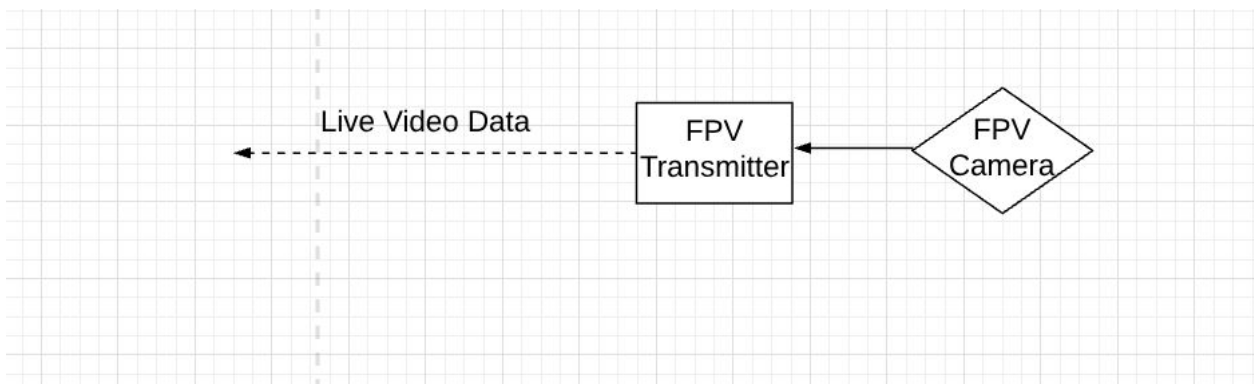 Live Video Data
FPV
Transmitter
FPV
Camera